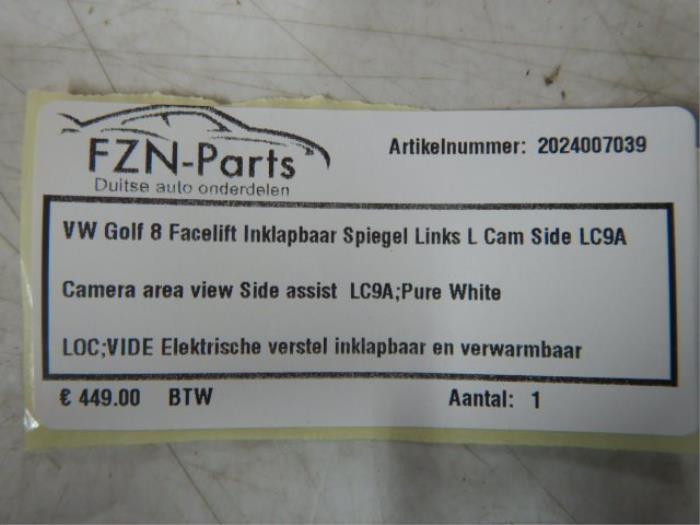 FZN-Parts
Duitse auto onderdelen
Artikelnummer: 2024007039
VW Golf 8 Facelift Inklapbaar Spiegel Links L Cam Side LC9A
Camera area view Side assist LC9A;Pure White
LOC;VIDE Elektrische verstel inklapbaar en verwarmbaar
€ 449.00 BTW Aantal: 1